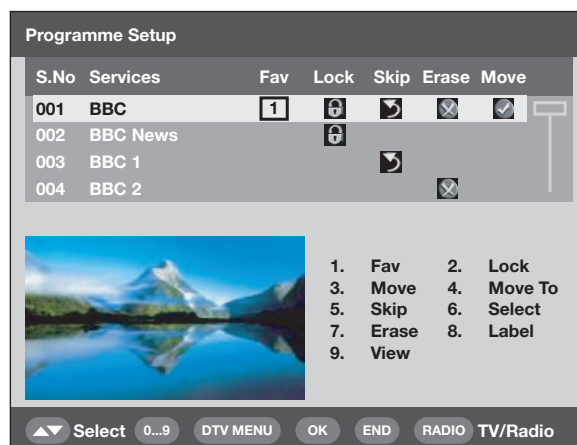 Programme Setup
S.No Services Fav Lock Skip Erase Move
001 BBC 1
002 BBC News
003 BBC 1
004 BBC 2
1. Fav 2. Lock
3. Move 4. Move To
5. Skip 6. Select
7. Erase 8. Label
9. View
Select 0...9 DTV MENU OK END RADIO TV/Radio